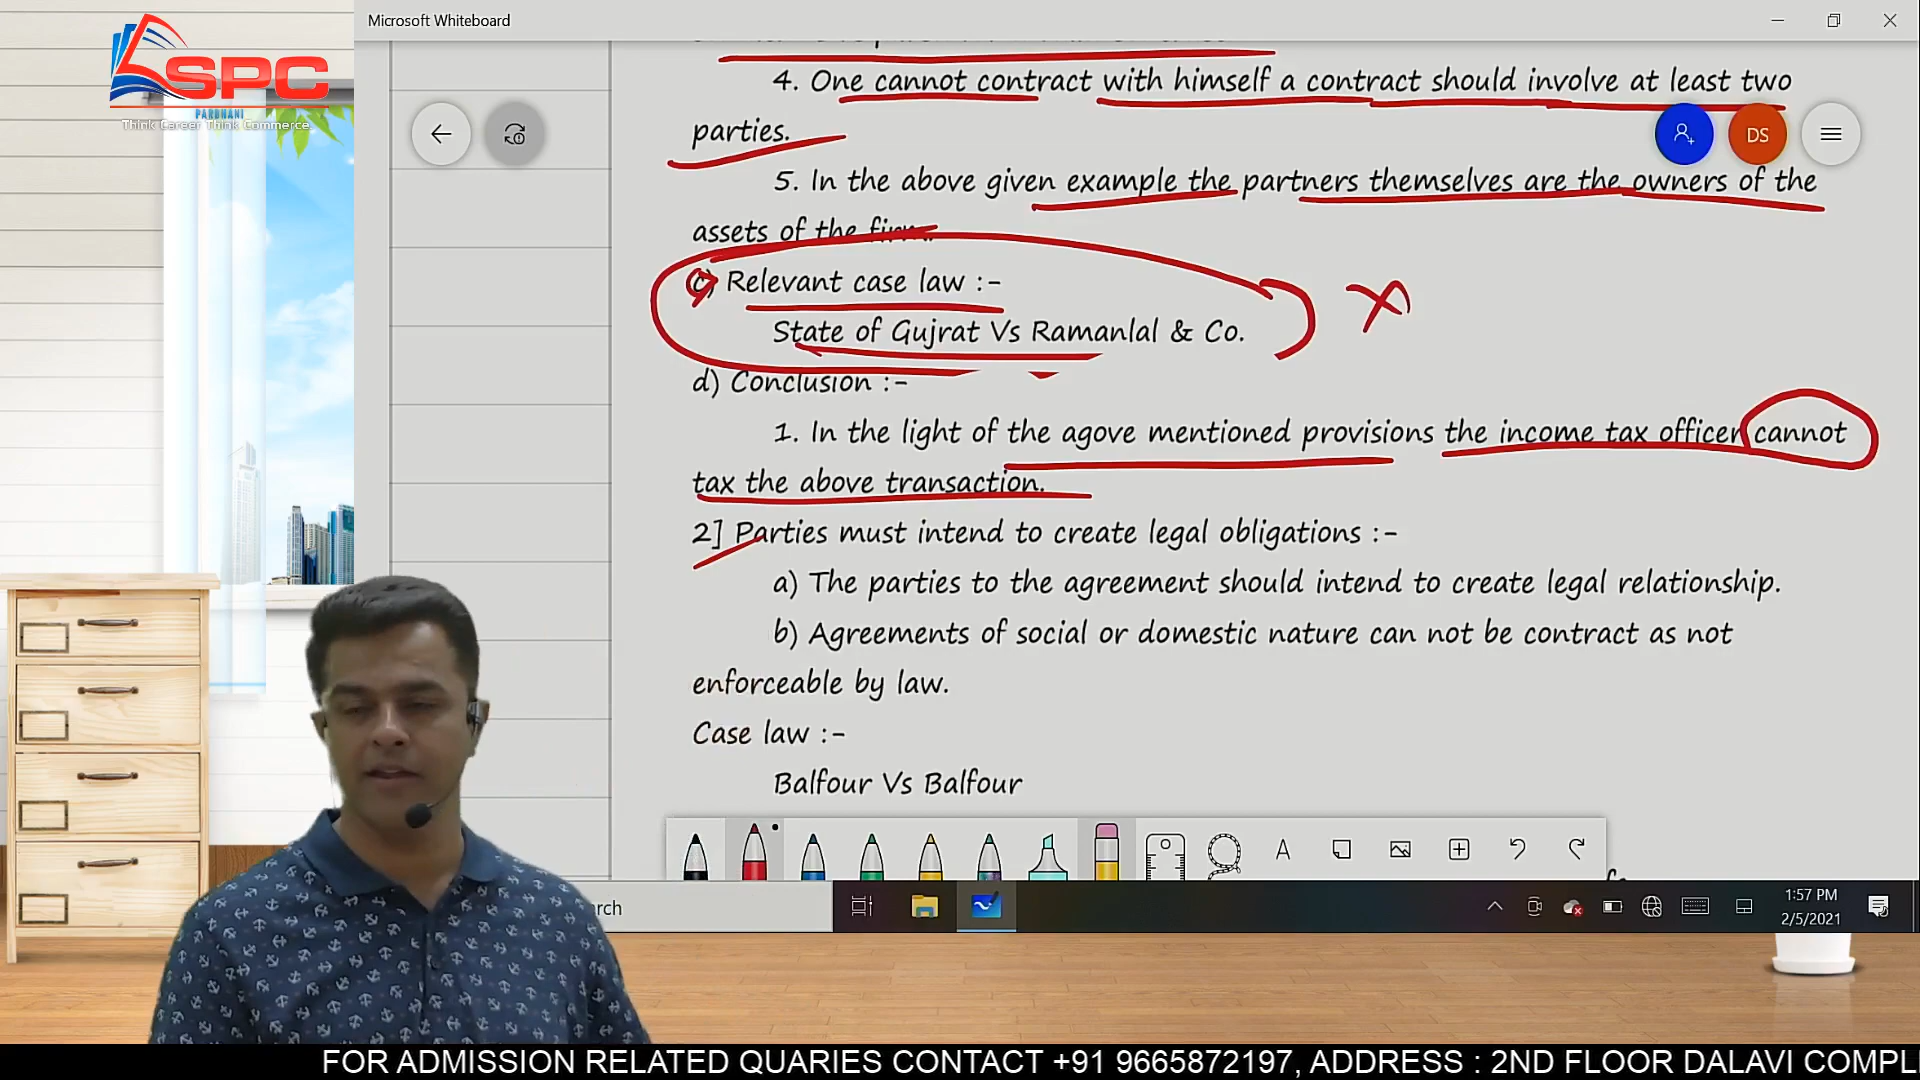 Microsoft Whiteboard
SPC
PARDHANI
Think Career Think Commerce.
4. One cannot contract with himself a contract should involve at least two
parties.
DS
5. In the above given example the partners themselves are the owners of the
assets of the firm.
c) Relevant case law :-
State of Gujrat Vs Ramanlal & Co.
d) Conclusion :-
1. In the light of the agove mentioned provisions the income tax officer cannot
tax the above transaction.
2] Parties must intend to create legal obligations :-
a) The parties to the agreement should intend to create legal relationship.
b) Agreements of social or domestic nature can not be contract as not
enforceable by law.
Case law :-
Balfour Vs Balfour
1:57 PM
2/5/2021
FOR ADMISSION RELATED QUARIES CONTACT +91 9665872197, ADDRESS : 2ND FLOOR DALAVI COMPL